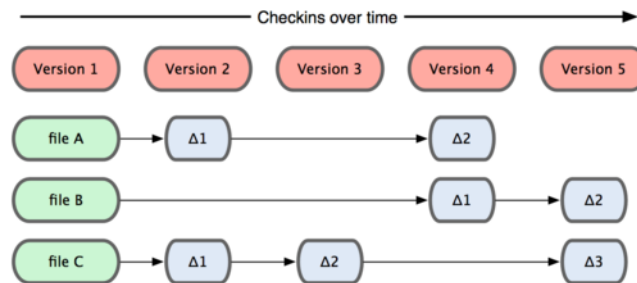 Checkins over time
Version 1 Version 2 Version 3 Version 4 Version 5
file A Δ1 Δ2
file B Δ1 Δ2
file C Δ1 Δ2 Δ3